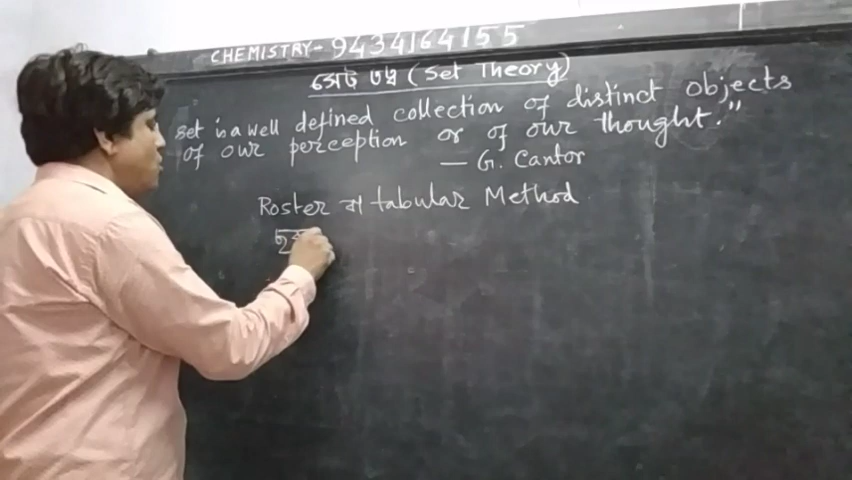 CHEMISTRY- 9434164155
সেট তত্ত্ব (Set Theory)
Set is a well defined collection of distinct objects
of our perception or of our thought."
— G. Cantor
Roster বা tabular Method